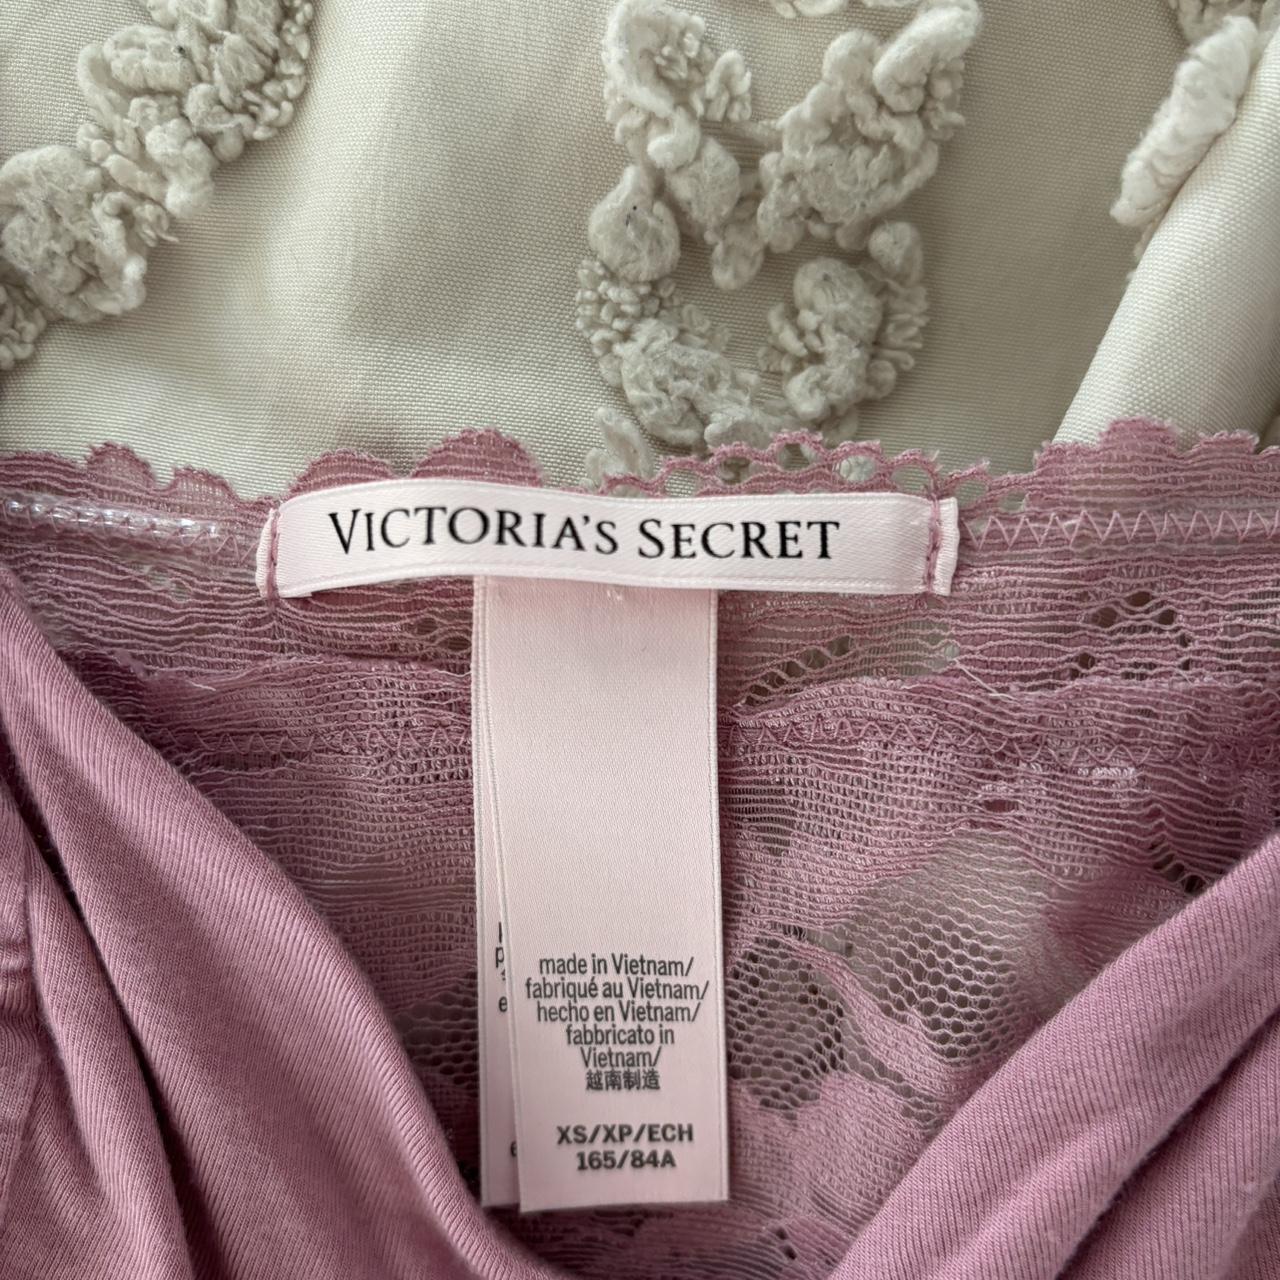 VICTORIA'S SECRET
made in Vietnam/
fabriqué au Vietnam/
hecho en Vietnam/
fabbricato in
Vietnam/
越南制造
XS/XP/ECH
165/84A